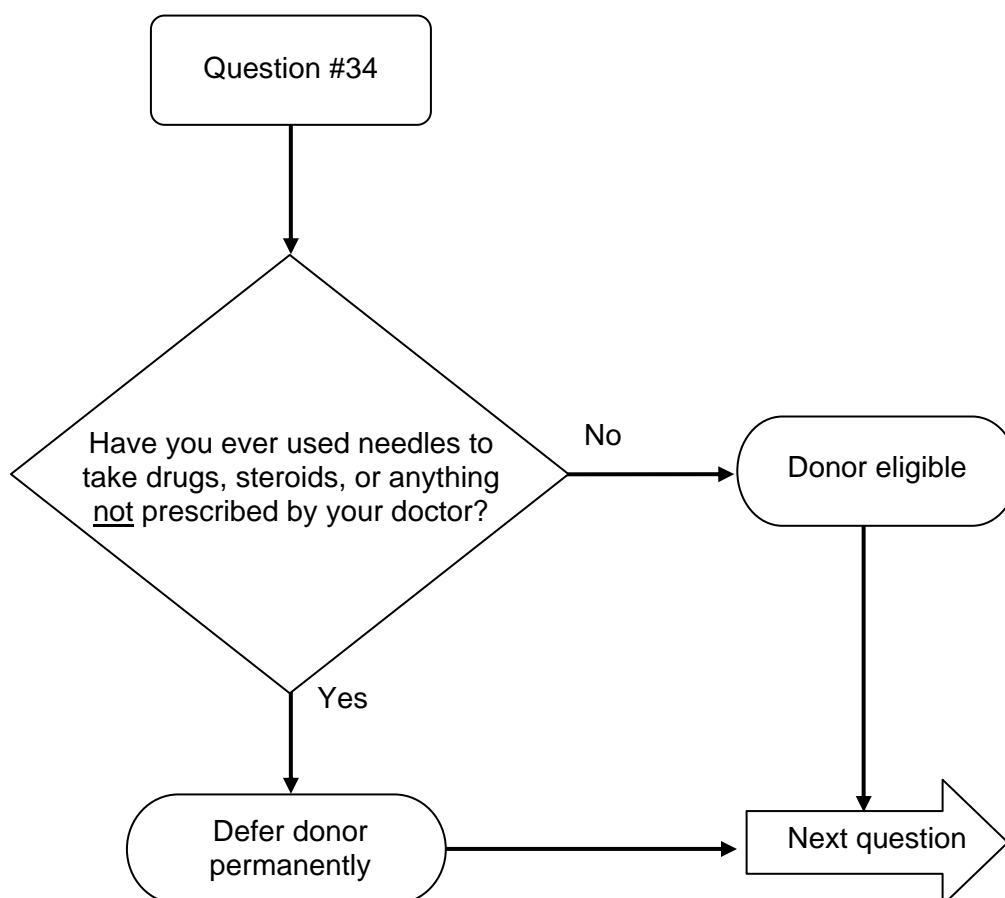 Question #34
Have you ever used needles to
take drugs, steroids, or anything
not prescribed by your doctor?
No
Donor eligible
Yes
Defer donor
permanently
Next question